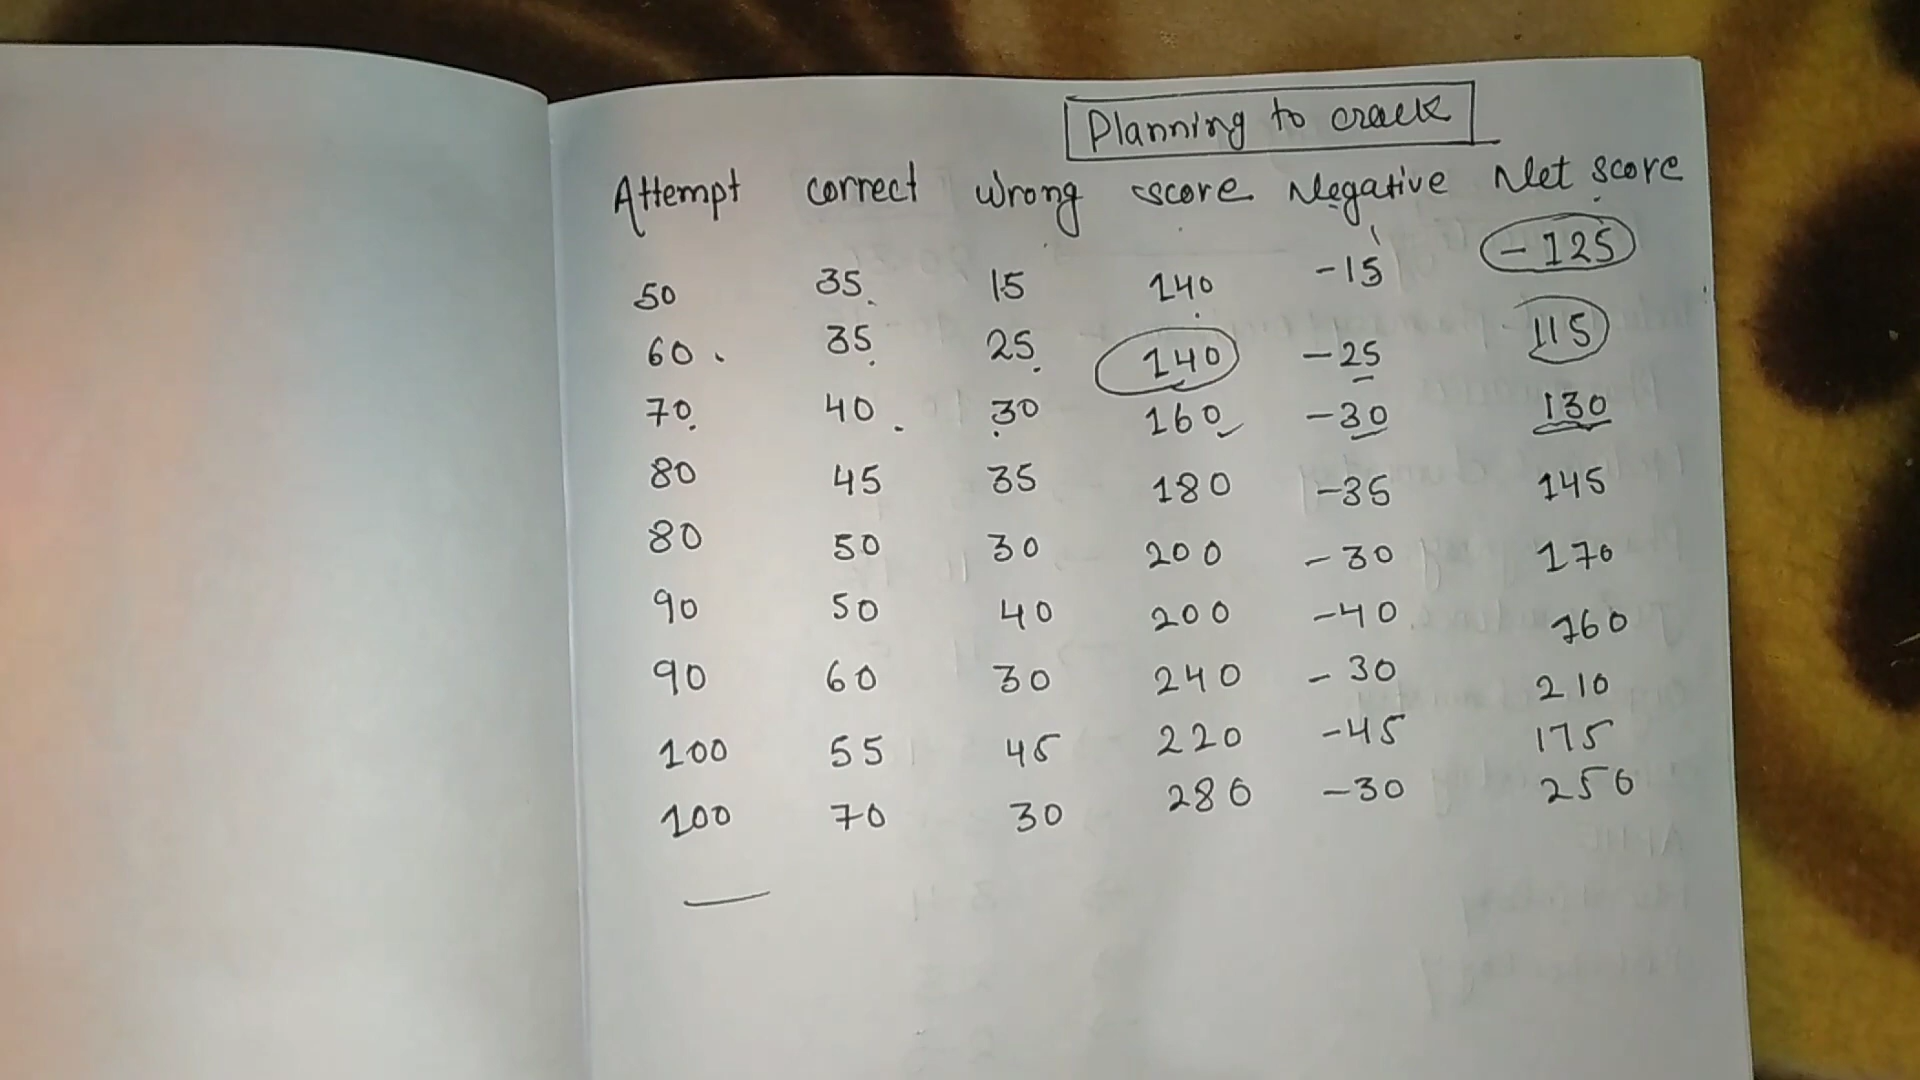 Planning to crack
Attempt correct wrong score Negative Net score
50 35 15 140 -15 -125
60 35 25 140 -25 115
70 40 30 160 -30 130
80 45 35 180 -35 145
80 50 30 200 -30 170
90 50 40 200 -40 160
90 60 30 240 -30 210
100 55 45 220 -45 175
100 70 30 280 -30 250